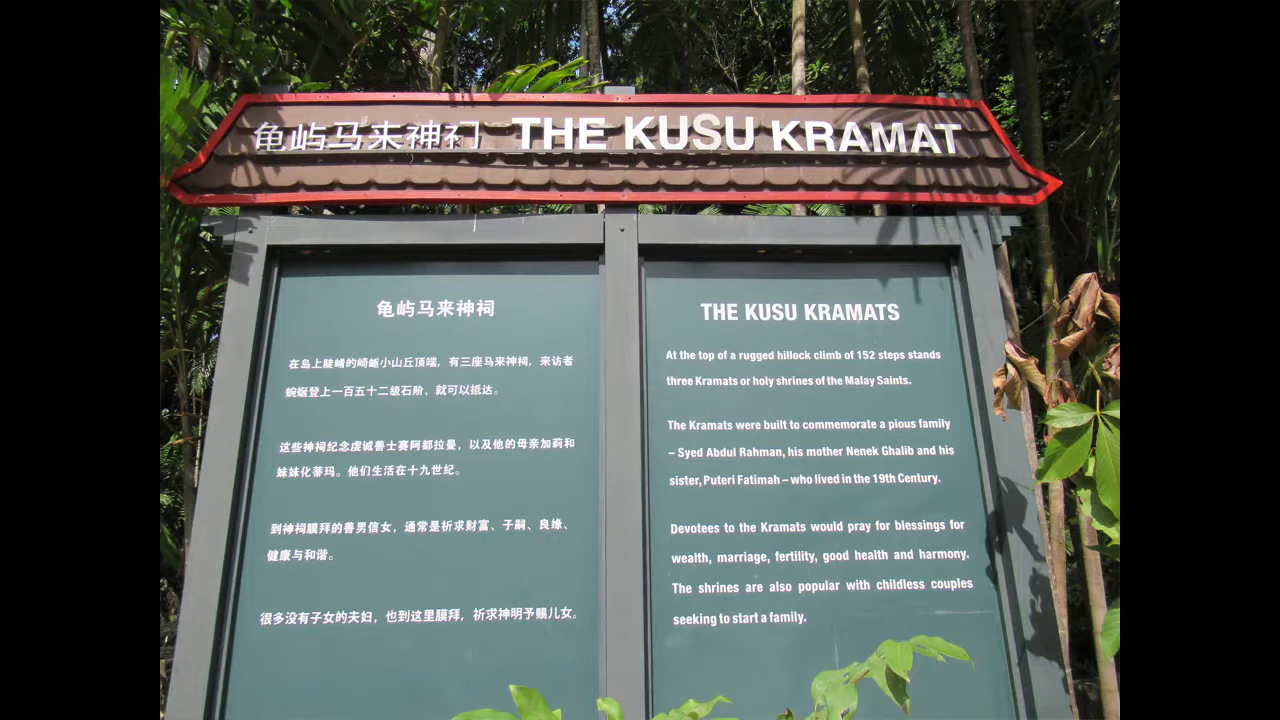 龟屿马来神祠 THE KUSU KRAMAT
龟屿马来神祠
在岛上陡峭的崎岖小山丘顶端，有三座马来神祠，来访者
蜿蜒登上一百五十二级石阶，就可以抵达。
这些神祠纪念虔诚善士赛阿都拉曼，以及他的母亲加莉和
妹妹化蒂玛。他们生活在十九世纪。
到神祠膜拜的善男信女，通常是祈求财富、子嗣、良缘、
健康与和谐。
很多没有子女的夫妇，也到这里膜拜，祈求神明予赐儿女。
THE KUSU KRAMATS
At the top of a rugged hillock climb of 152 steps stands
three Kramats or holy shrines of the Malay Saints.
The Kramats were built to commemorate a pious family
– Syed Abdul Rahman, his mother Nenek Ghalib and his
sister, Puteri Fatimah – who lived in the 19th Century.
Devotees to the Kramats would pray for blessings for
wealth, marriage, fertility, good health and harmony.
The shrines are also popular with childless couples
seeking to start a family.